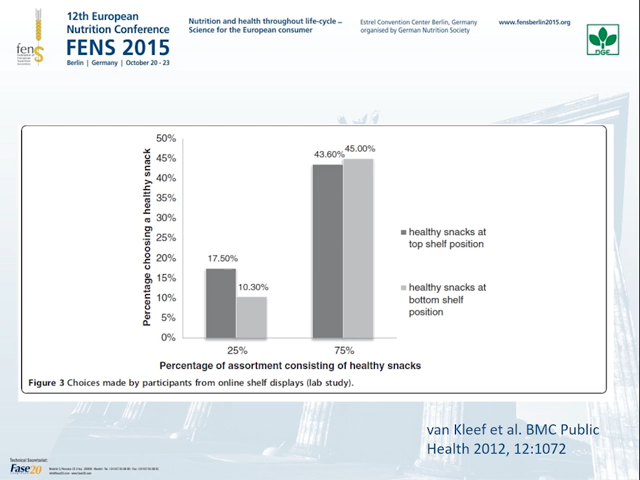 12th European
Nutrition Conference
FENS 2015
Berlin | Germany | October 20 - 23
fens
Nutrition and health throughout life-cycle –
Science for the European consumer
Estrel Convention Center Berlin, Germany
organised by German Nutrition Society
www.fensberlin2015.org
DGE
Percentage choosing a healthy snack
50%
45%
40%
35%
30%
25%
20%
15%
10%
5%
0%
17.50%
10.30%
43.60%
45.00%
25%
75%
Percentage of assortment consisting of healthy snacks
healthy snacks at
top shelf position
healthy snacks at
bottom shelf
position
Figure 3 Choices made by participants from online shelf displays (lab study).
van Kleef et al. BMC Public
Health 2012, 12:1072
Technical Secretariat:
Fase20